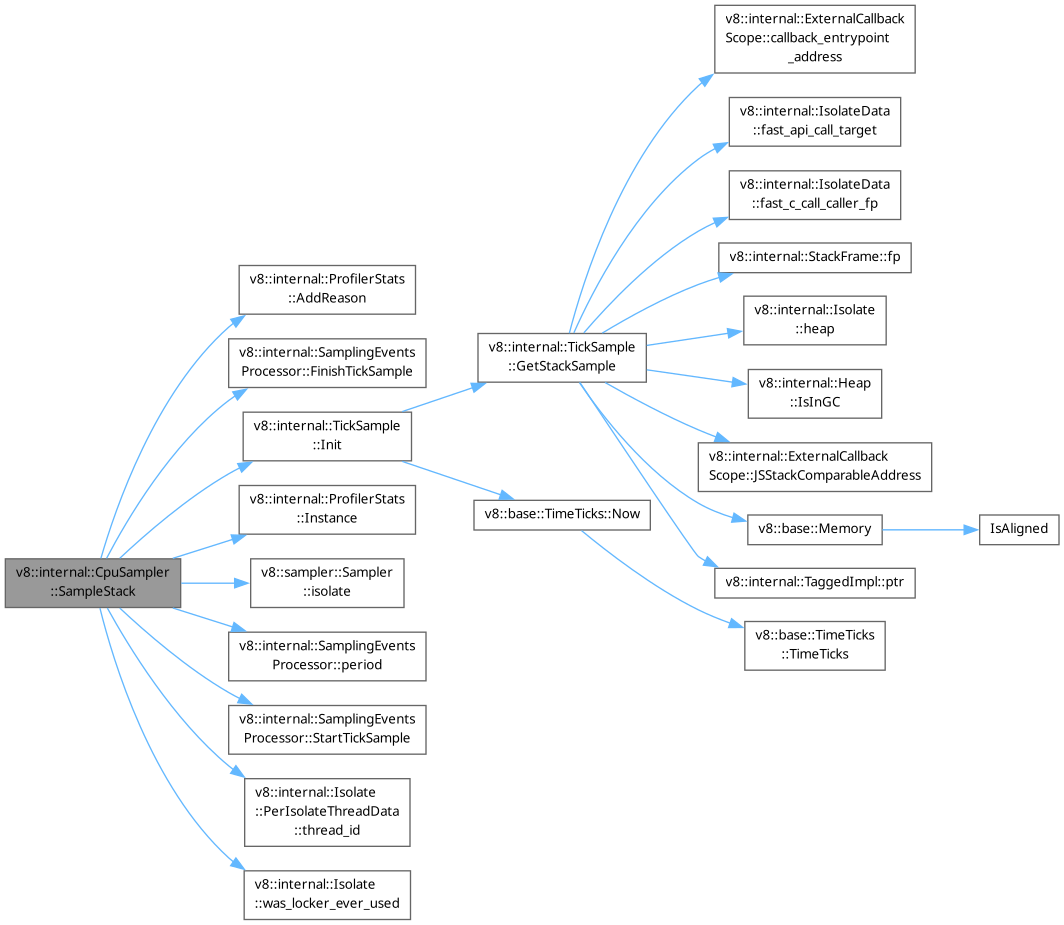 v8::internal::CpuSampler
::SampleStack
v8::internal::ProfilerStats
::AddReason
v8::internal::SamplingEvents
Processor::FinishTickSample
v8::internal::TickSample
::Init
v8::internal::ProfilerStats
::Instance
v8::sampler::Sampler
::isolate
v8::internal::SamplingEvents
Processor::period
v8::internal::SamplingEvents
Processor::StartTickSample
v8::internal::Isolate
::PerIsolateThreadData
::thread_id
v8::internal::Isolate
::was_locker_ever_used
v8::internal::TickSample
::GetStackSample
v8::base::TimeTicks::Now
v8::internal::ExternalCallback
Scope::callback_entrypoint
_address
v8::internal::IsolateData
::fast_api_call_target
v8::internal::IsolateData
::fast_c_call_caller_fp
v8::internal::StackFrame::fp
v8::internal::Isolate
::heap
v8::internal::Heap
::IsInGC
v8::internal::ExternalCallback
Scope::JSStackComparableAddress
v8::base::Memory
v8::internal::TaggedImpl::ptr
v8::base::TimeTicks
::TimeTicks
IsAligned